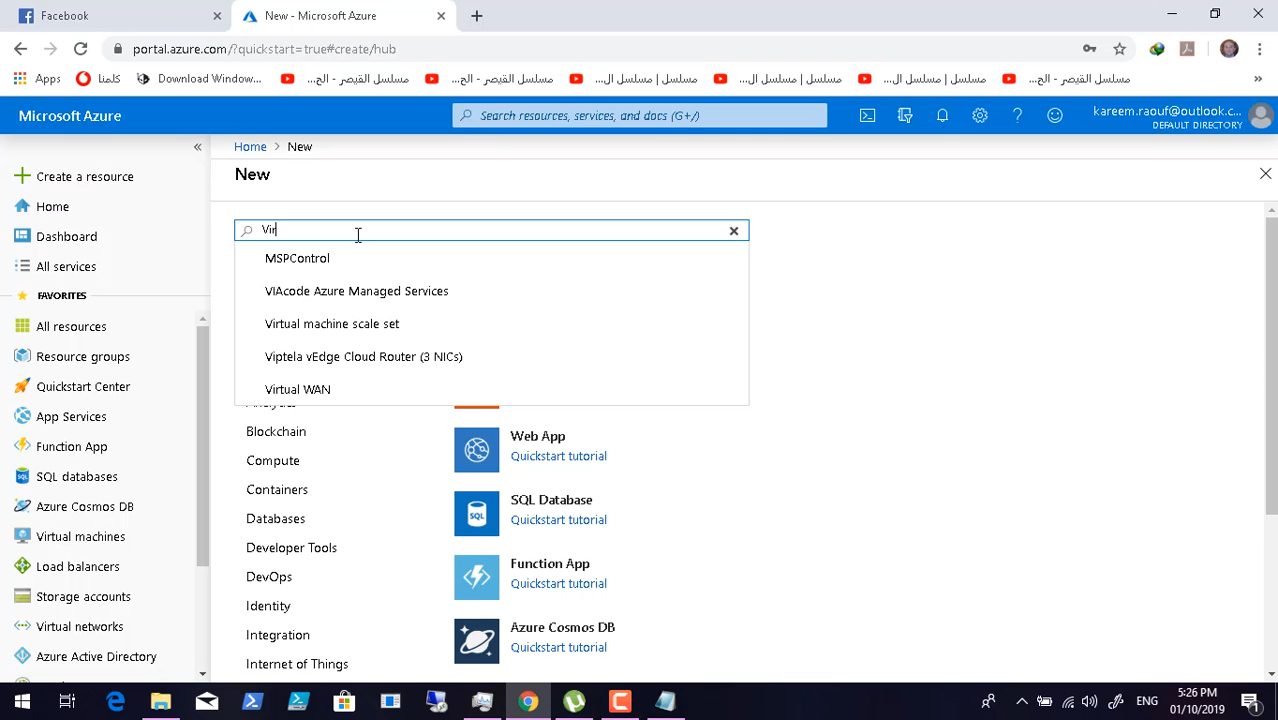 Facebook
New - Microsoft Azure
portal.azure.com/?quickstart=true#create/hub
Apps
كلمنا
Download Window...
مسلسل القيصر - الح...
مسلسل القيصر - الح...
مسلسل | مسلسل ال...
مسلسل | مسلسل ال...
مسلسل | مسلسل ال...
مسلسل القيصر - الح...
»
Microsoft Azure
Search resources, services, and docs (G+/)
kareem.raouf@outlook.c...
DEFAULT DIRECTORY
Create a resource
Home
Dashboard
All services
FAVORITES
All resources
Resource groups
Quickstart Center
App Services
Function App
SQL databases
Azure Cosmos DB
Virtual machines
Load balancers
Storage accounts
Virtual networks
Azure Active Directory
Home > New
New
Vir
MSPControl
VIAcode Azure Managed Services
Virtual machine scale set
Viptela vEdge Cloud Router (3 NICs)
Virtual WAN
Analytics
Blockchain
Compute
Containers
Databases
Developer Tools
DevOps
Identity
Integration
Internet of Things
Web App
Quickstart tutorial
SQL Database
Quickstart tutorial
Function App
Quickstart tutorial
Azure Cosmos DB
Quickstart tutorial
ENG
5:26 PM
01/10/2019
1